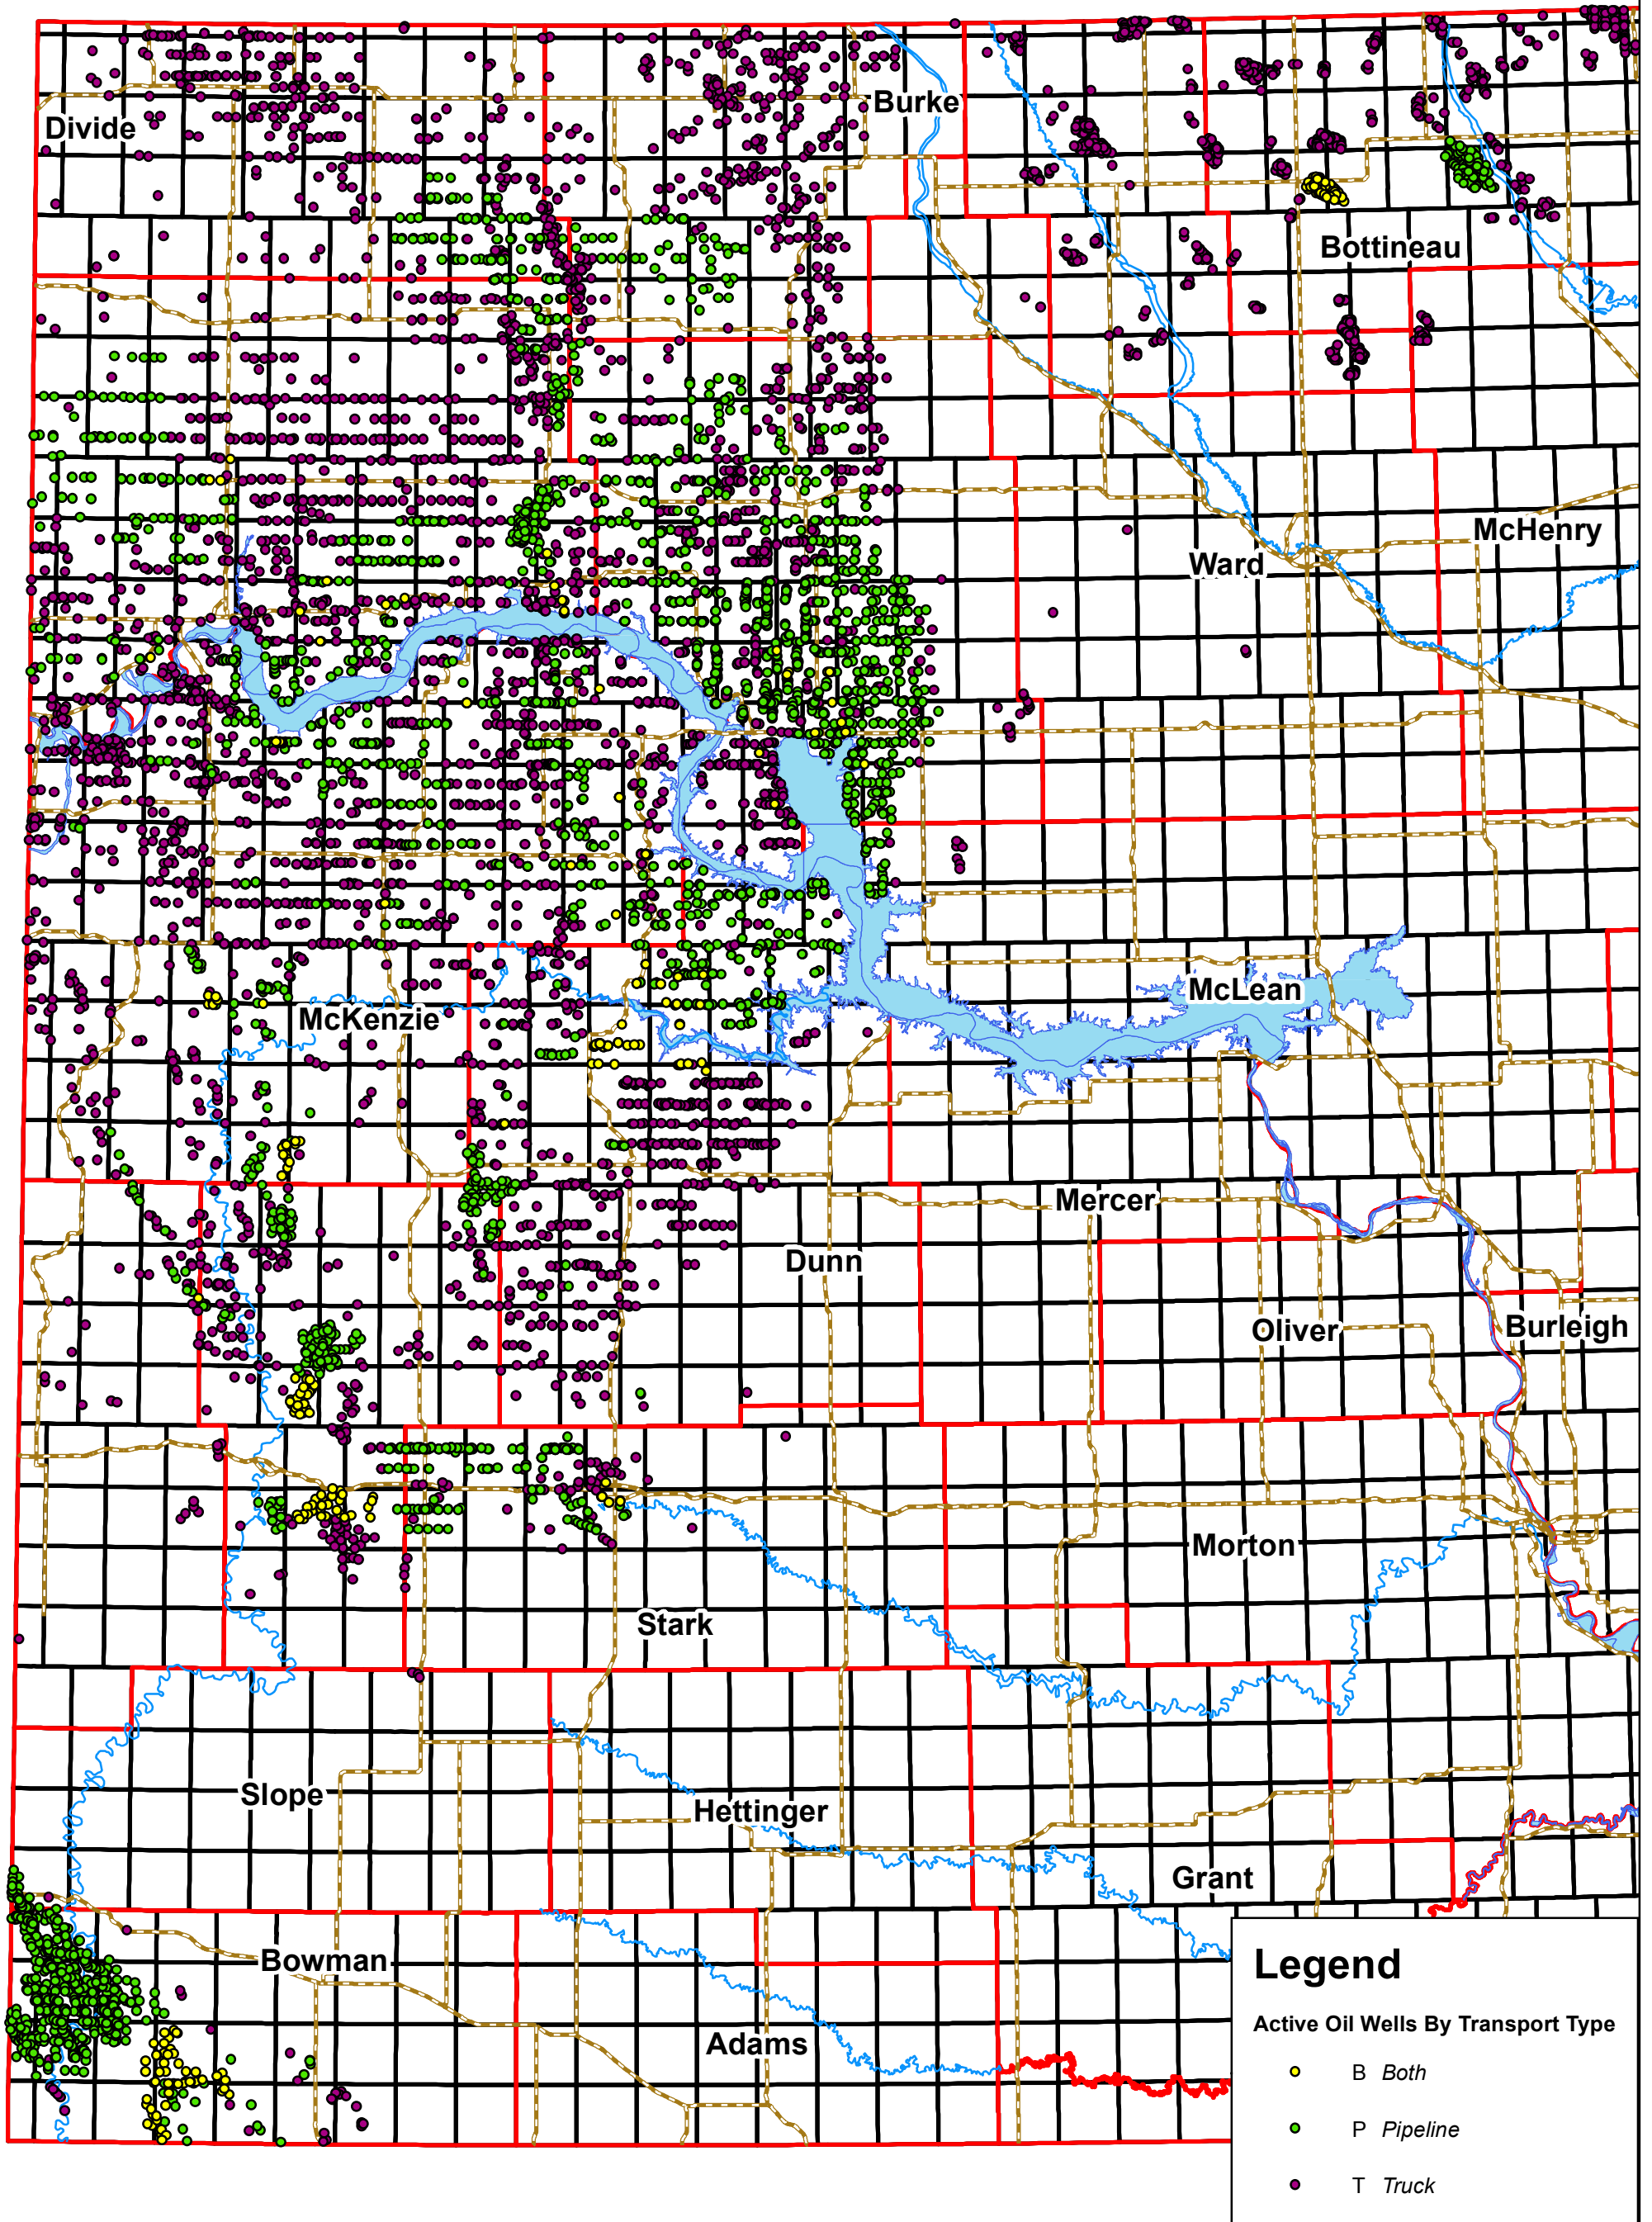 Burke
Divide
Bottineau
McHenry
Ward
McLean
McKenzie
Mercer
Dunn
Oliver
Burleigh
Morton
Stark
Slope
Hettinger
Grant
Bowman
Adams
Legend
Active Oil Wells By Transport Type
B Both
P Pipeline
T Truck